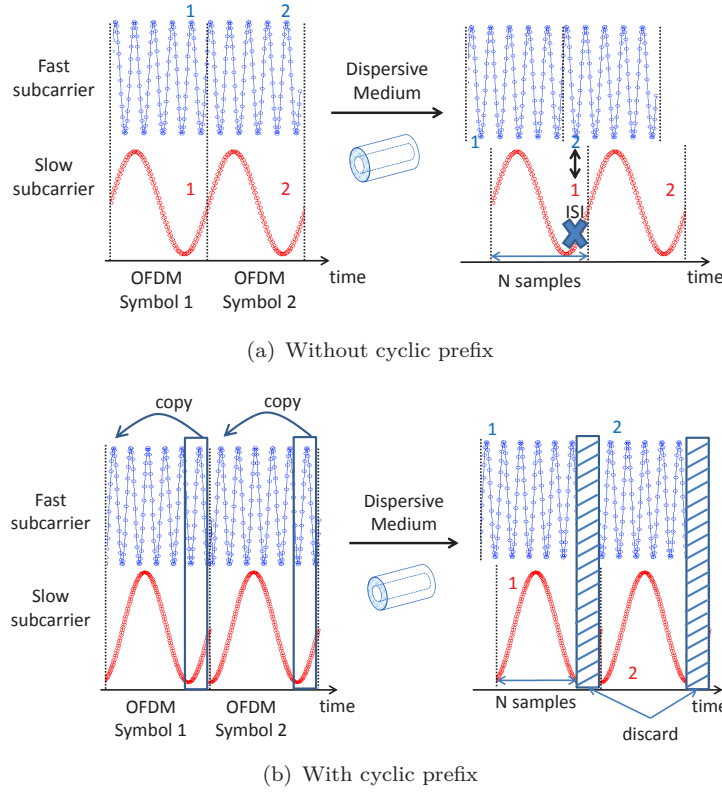 1
2
Fast
subcarrier
Dispersive
Medium
1
2
Slow
subcarrier
1
2
1
2
ISI
N samples
OFDM
Symbol 1
OFDM
Symbol 2
time
time
(a) Without cyclic prefix
copy
copy
1
2
Fast
subcarrier
Dispersive
Medium
Slow
subcarrier
1
2
OFDM
Symbol 1
OFDM
Symbol 2
time
N samples
time
discard
(b) With cyclic prefix